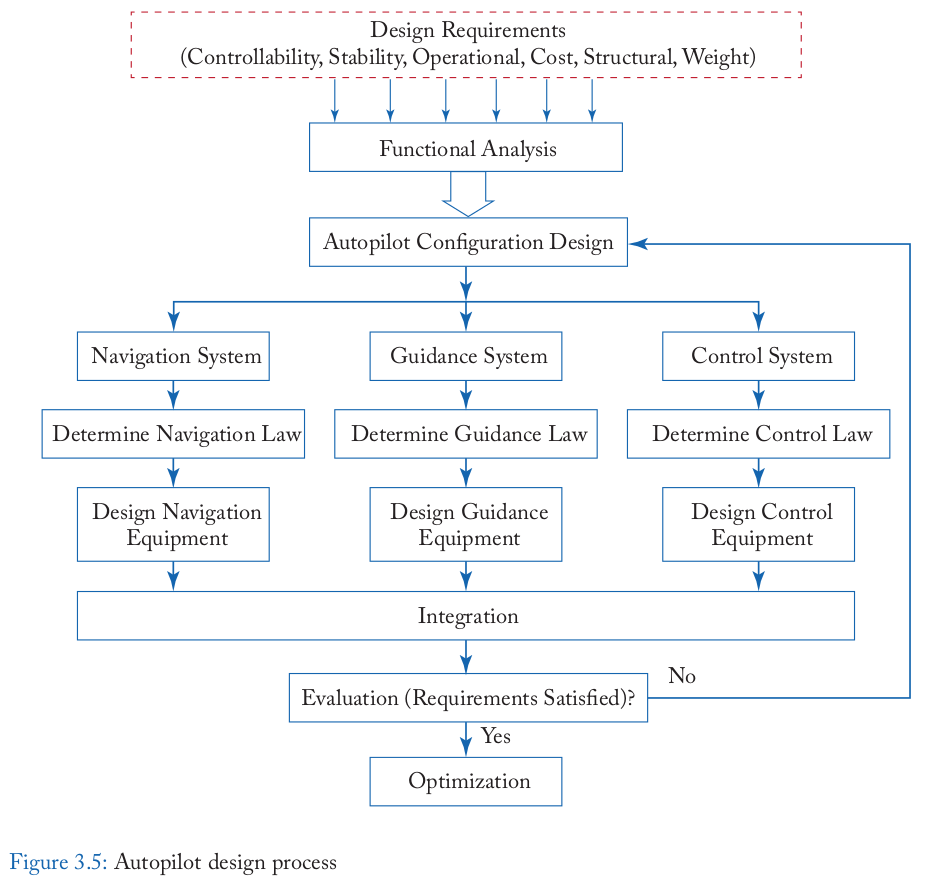 Design Requirements
(Controllability, Stability, Operational, Cost, Structural, Weight)
Functional Analysis
Autopilot Configuration Design
Navigation System
Guidance System
Control System
Determine Navigation Law
Determine Guidance Law
Determine Control Law
Design Navigation
Equipment
Design Guidance
Equipment
Design Control
Equipment
Integration
Evaluation (Requirements Satisfied)?
No
Yes
Optimization
Figure 3.5: Autopilot design process